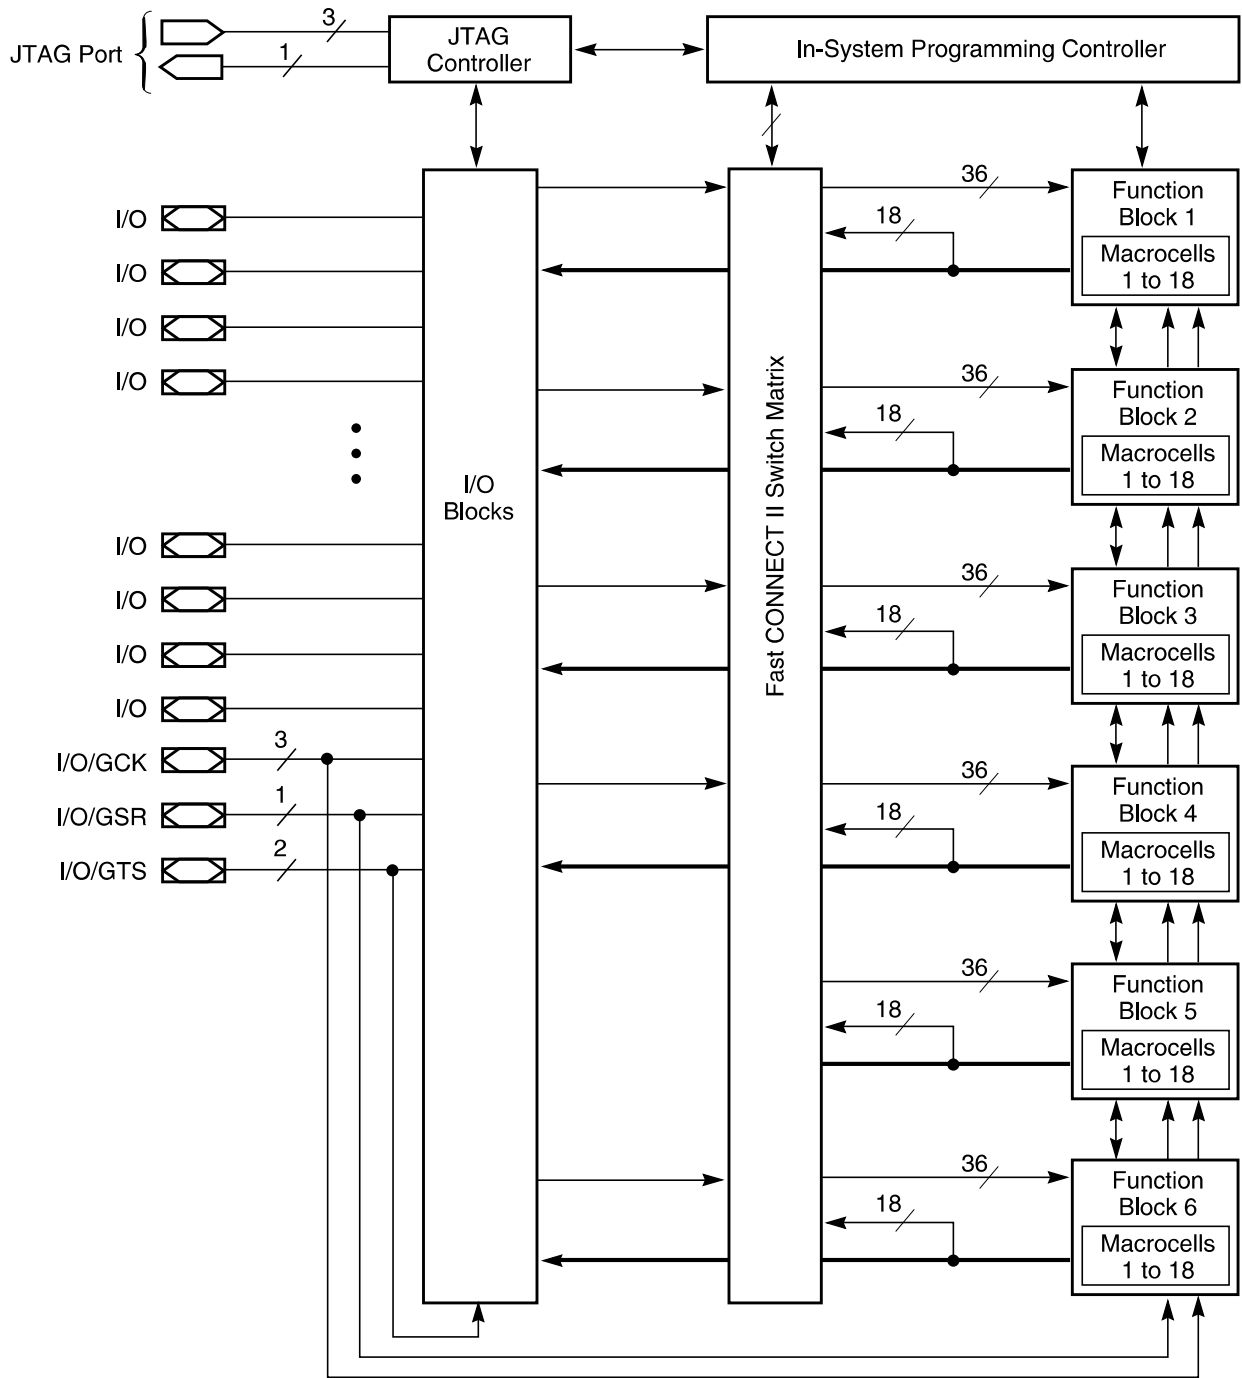 JTAG Port
3
1
JTAG
Controller
In-System Programming Controller
I/O
I/O
I/O
I/O
I/O
I/O
I/O
I/O
I/O/GCK
3
I/O/GSR
1
I/O/GTS
2
I/O
Blocks
Fast CONNECT II Switch Matrix
36
18
Function
Block 1
Macrocells
1 to 18
36
18
Function
Block 2
Macrocells
1 to 18
36
18
Function
Block 3
Macrocells
1 to 18
36
18
Function
Block 4
Macrocells
1 to 18
36
18
Function
Block 5
Macrocells
1 to 18
36
18
Function
Block 6
Macrocells
1 to 18